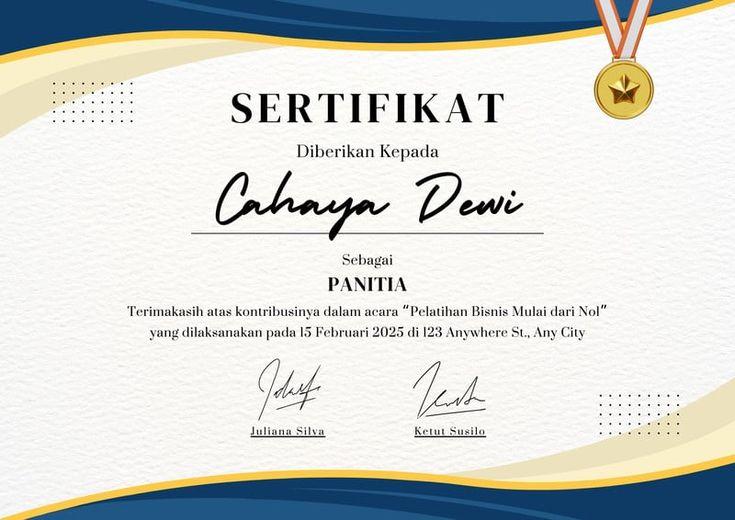 SERTIFIKAT
Diberikan Kepada
Cahaya Dewi
Sebagai
PANITIA
Terimakasih atas kontribusinya dalam acara "Pelatihan Bisnis Mulai dari Nol"
yang dilaksanakan pada 15 Februari 2025 di 123 Anywhere St., Any City
Juliana Silva
Ketut Susilo